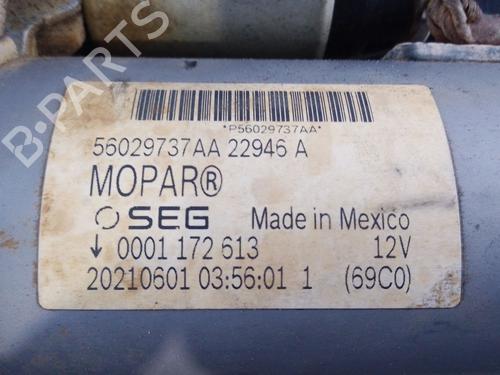 *P56029737AA*
56029737AA 22946 A
MOPAR®
SEG Made in Mexico
↓ 0001 172 613 12V
20210601 03:56:01 1 (69C0)
B-PARTS